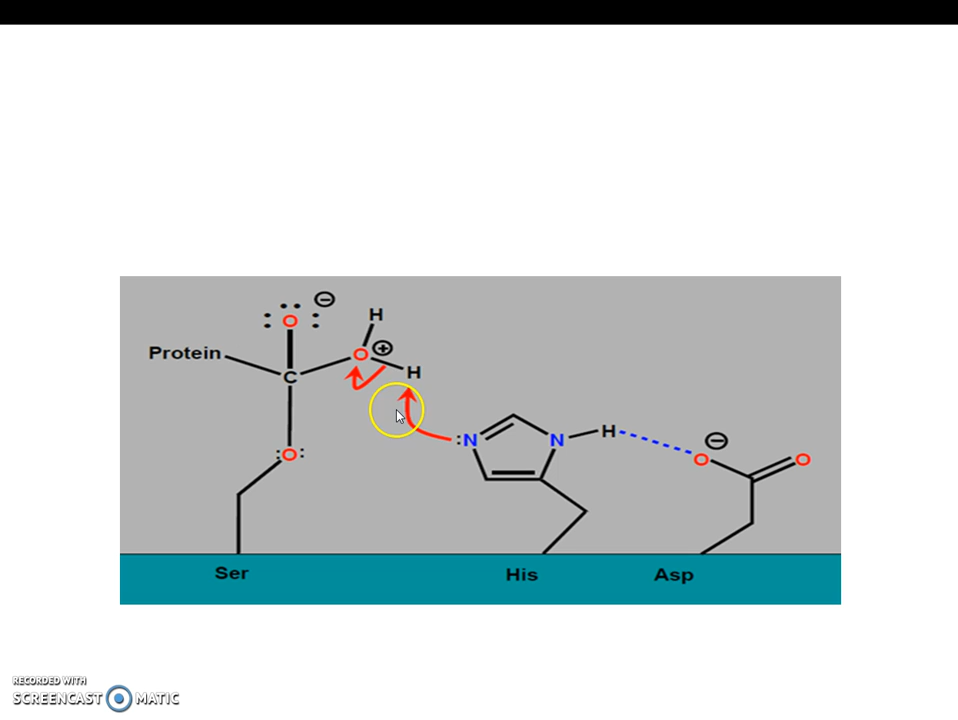 H
:O:⊖
O⊕
Protein
H
C
H
⊖
:N
N
:O:
O
O
Ser
His
Asp
RECORDED WITH
SCREENCAST MATIC